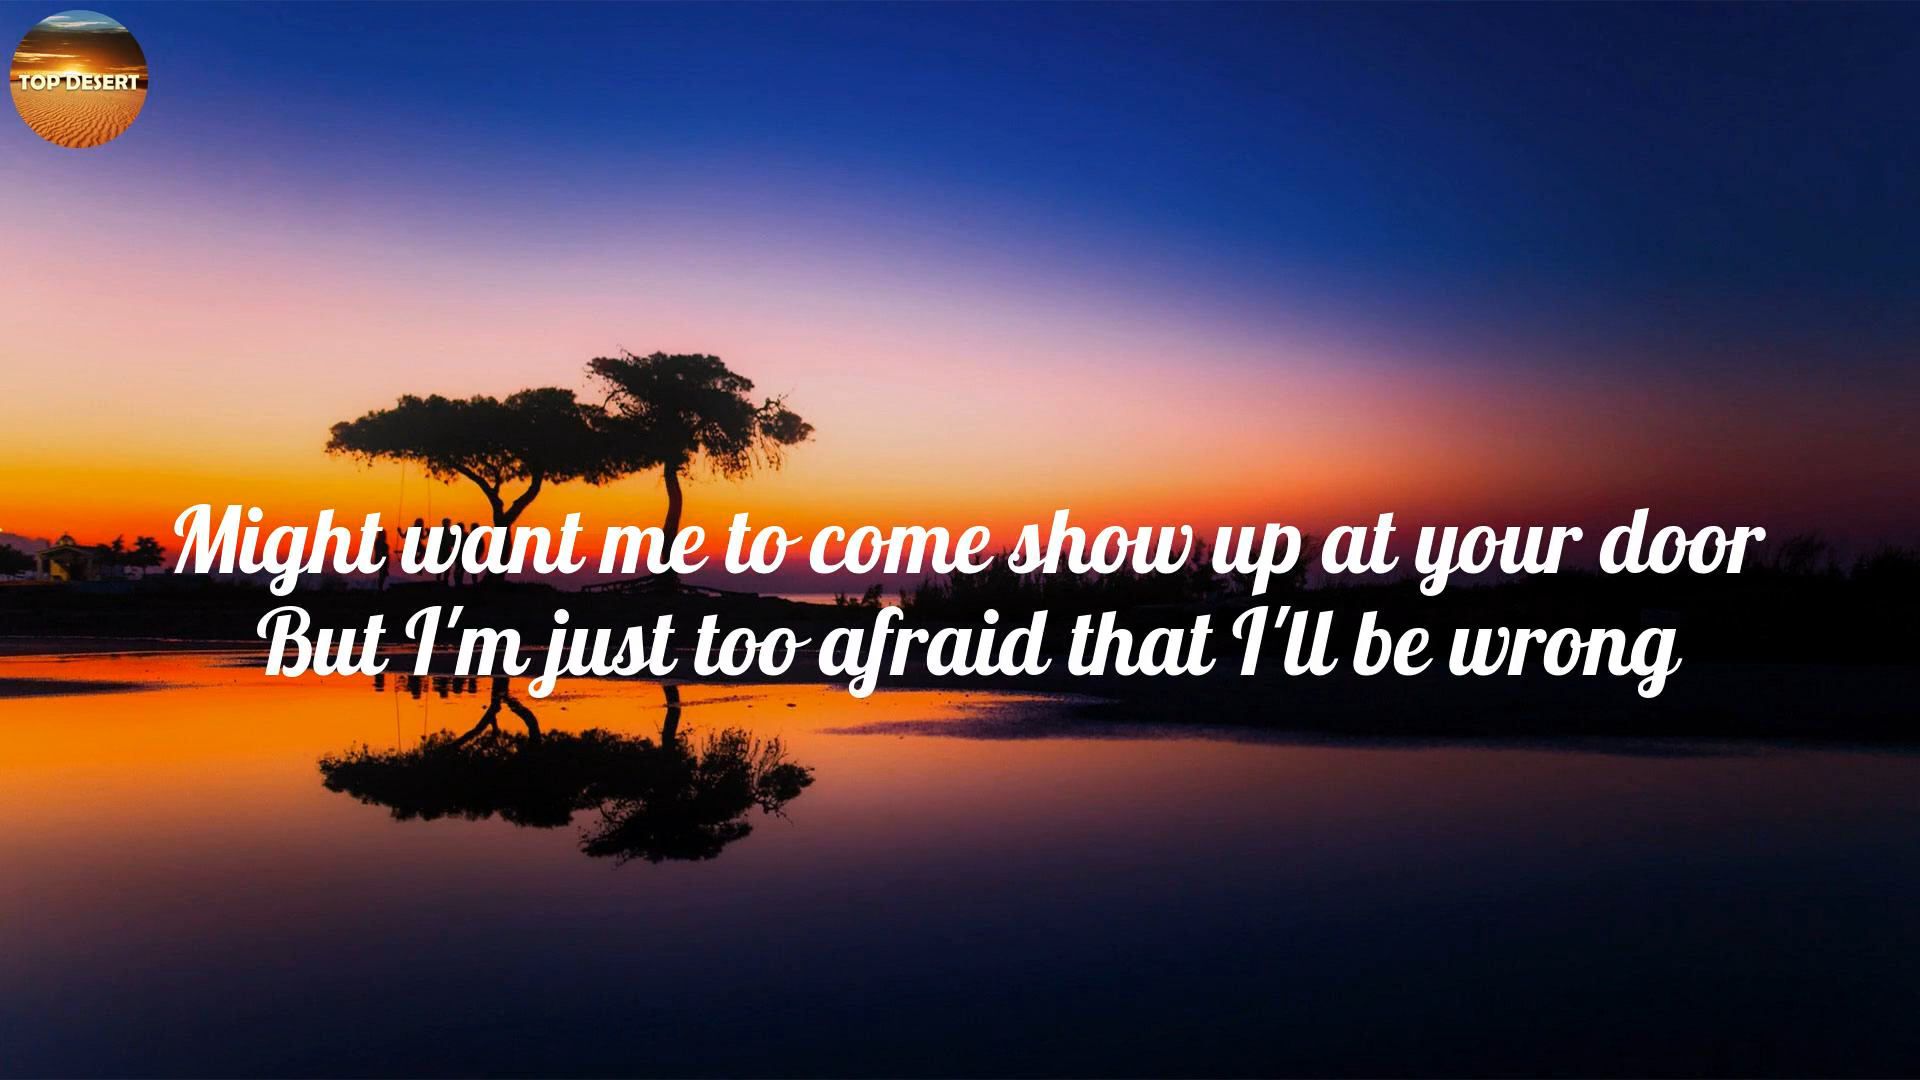 TOP DESERT
Might want me to come show up at your door
But I'm just too afraid that I'll be wrong